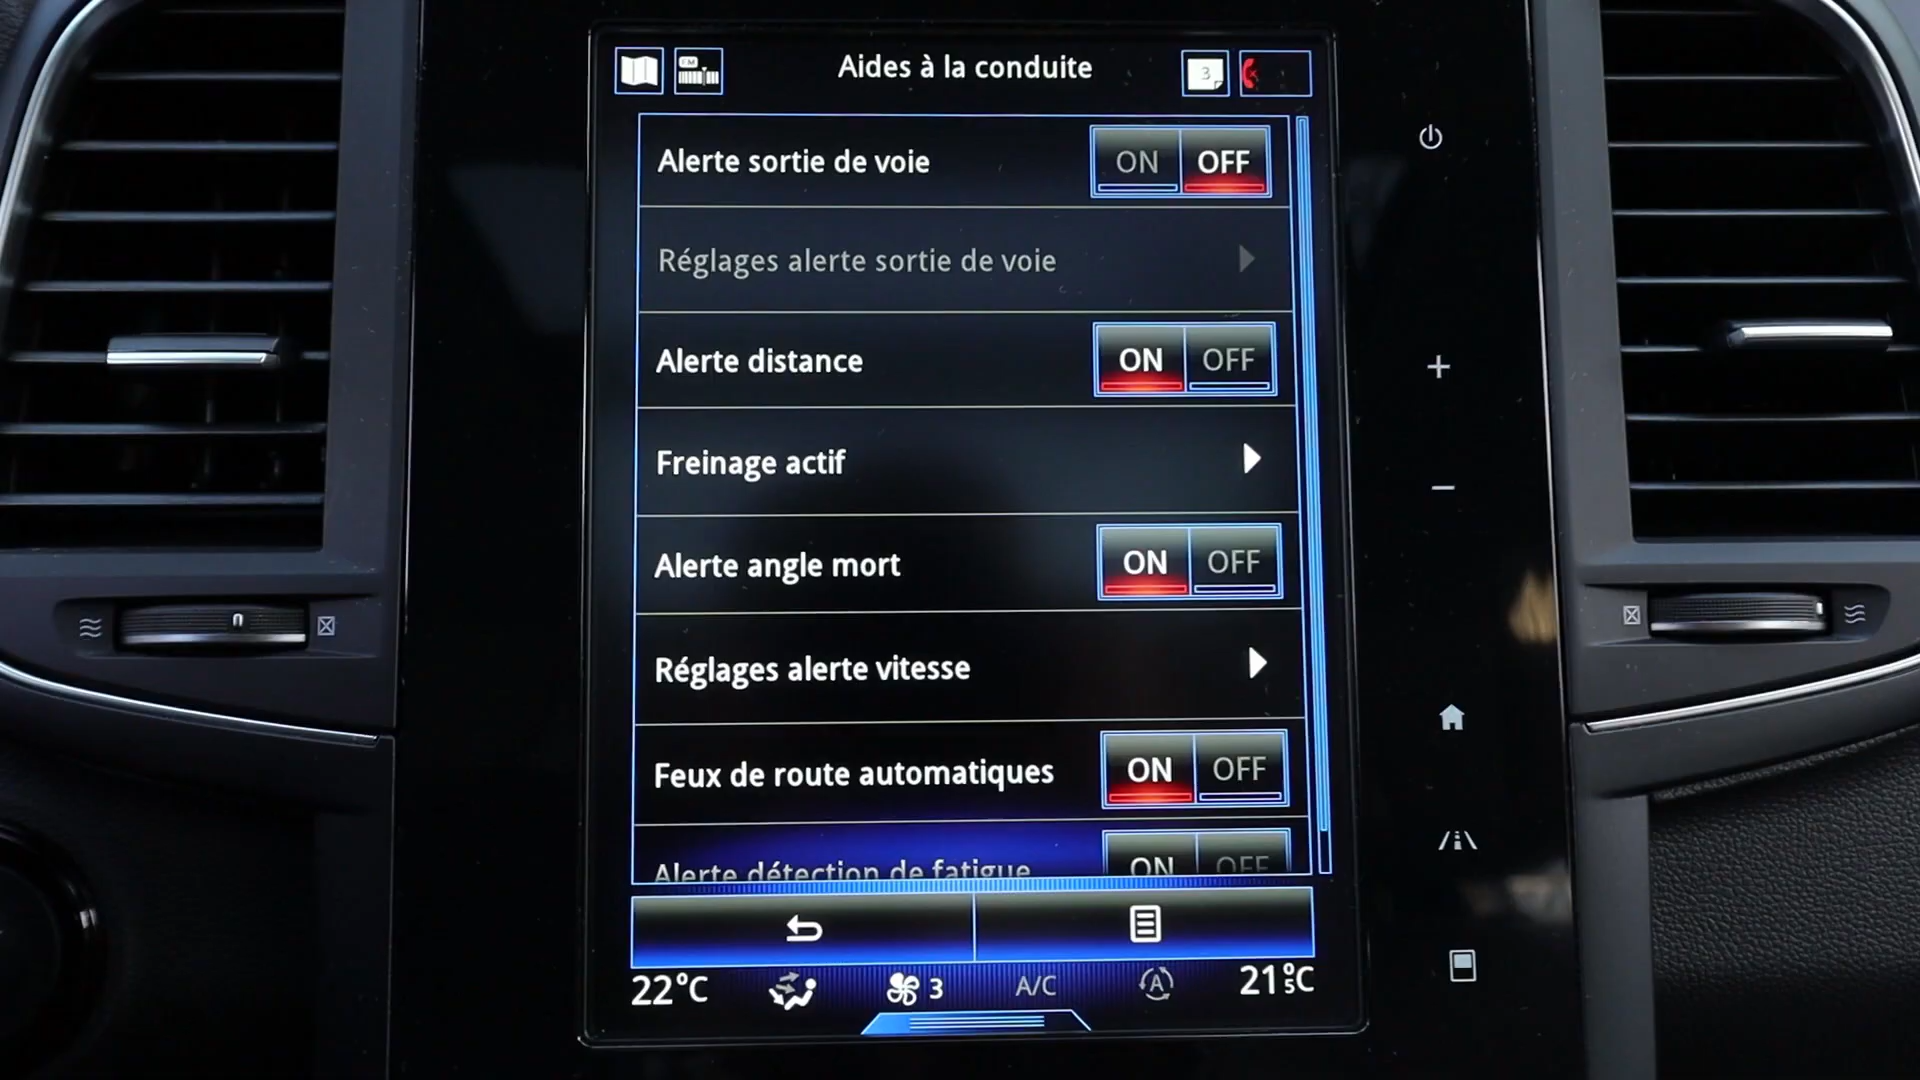 Aides à la conduite
3
Alerte sortie de voie ON OFF
Réglages alerte sortie de voie
Alerte distance ON OFF
Freinage actif
Alerte angle mort ON OFF
Réglages alerte vitesse
Feux de route automatiques ON OFF
Alerte détection de fatigue ON OFF
22°C 3 A/C A 21°5C